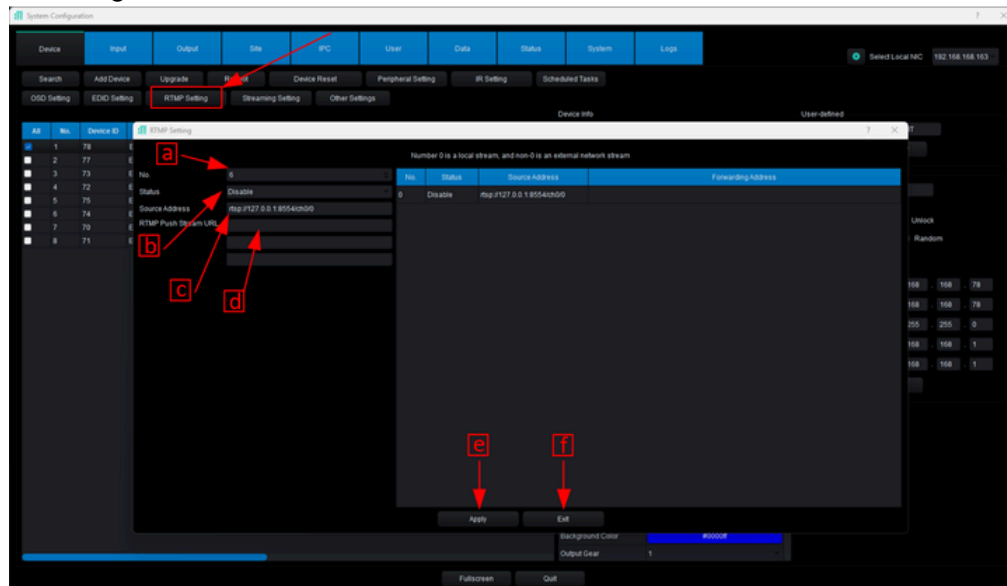 System Configuration
? ×
Device Input Output Site IPC User Data Status System Logs
Select Local NIC 192.168.168.163
Search Add Device Upgrade Device Reset Peripheral Setting IR Setting Scheduled Tasks
OSD Setting EDID Setting RTMP Setting Streaming Setting Other Settings
Device Info User-defined
All No. Device ID
RTMP Setting ? ×
1 78
2 77
3 73
4 72
5 75
6 74
7 70
8 71
a
Number 0 is a local stream, and non-0 is an external network stream
No. 6
Status Disable
Source Address rtsp://127.0.0.1:8554/ch0/0
RTMP Push Stream URL
No. Status Source Address Forwarding Address
0 Disable rtsp://127.0.0.1:8554/ch0/0
b
c
d
Unlock
Random
168 . 168 . 78
168 . 168 . 78
255 . 255 . 0
168 . 168 . 1
168 . 168 . 1
e
f
Apply Exit
Background Color #0000ff
Output Gear 1
Fullscreen Quit